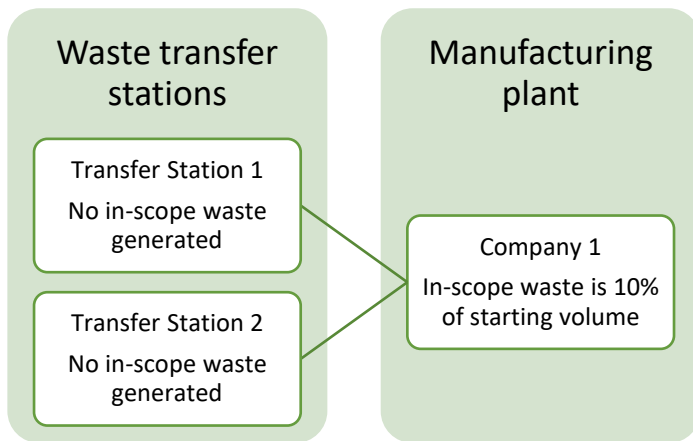 Waste transfer
stations
Transfer Station 1
No in-scope waste
generated
Transfer Station 2
No in-scope waste
generated
Manufacturing
plant
Company 1
In-scope waste is 10%
of starting volume